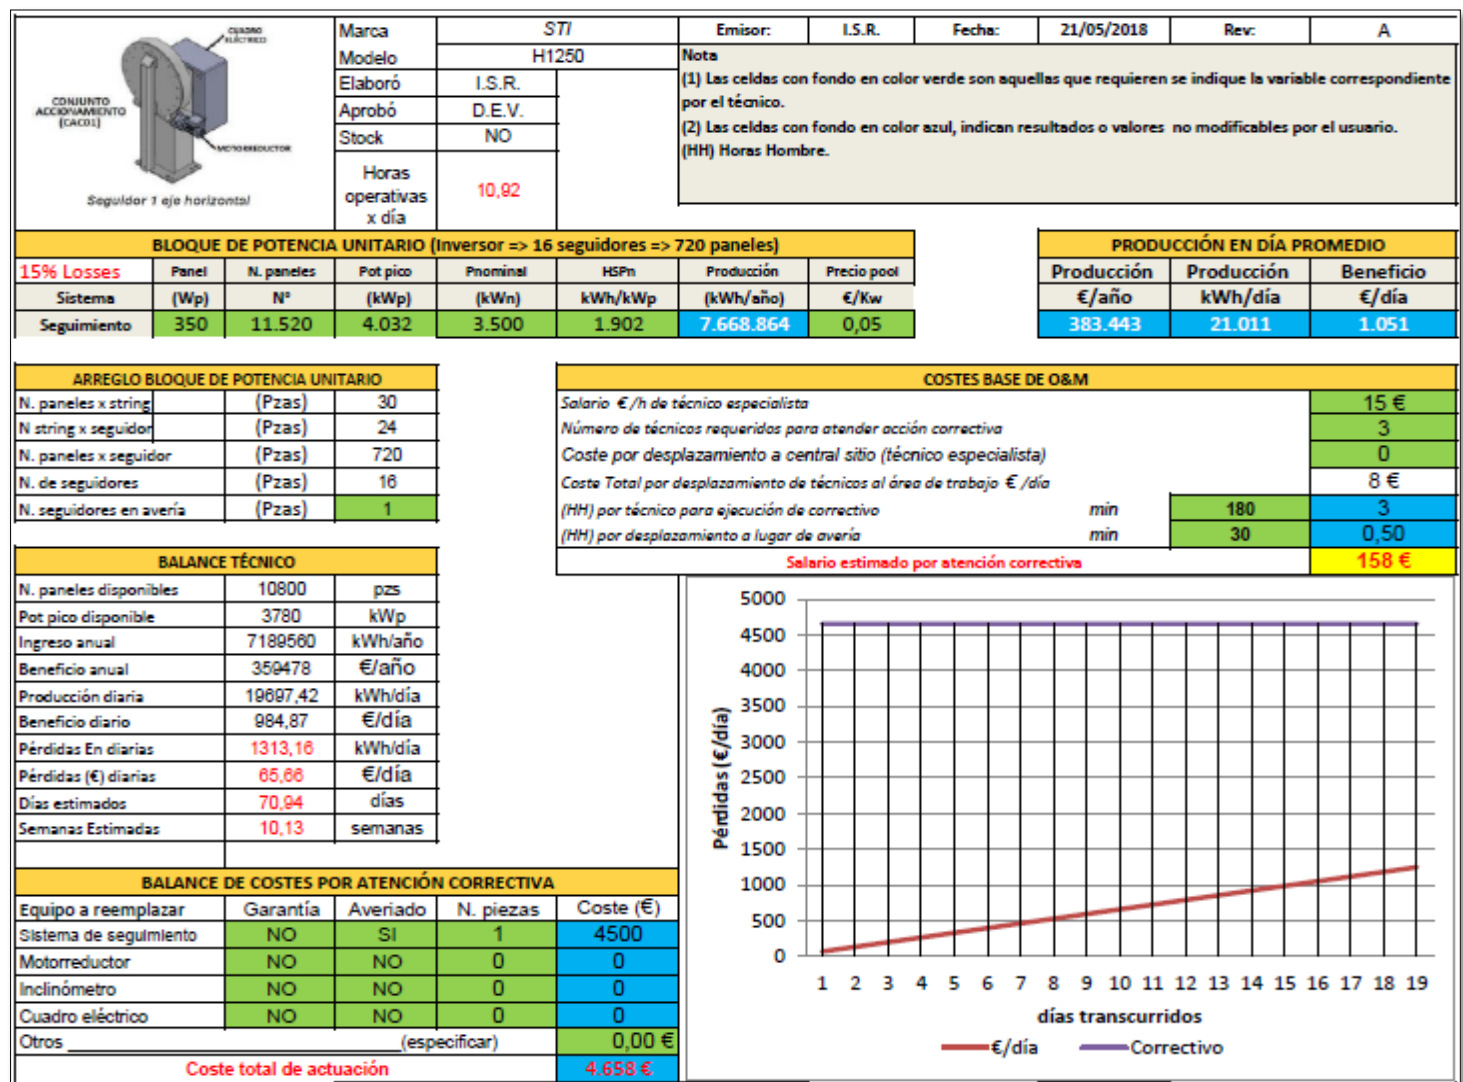 CUADRO
ELÉCTRICO
CONJUNTO
ACCIONAMIENTO
(CAC01)
MOTORREDUCTOR
Seguidor 1 eje horizontal
Marca STI Emisor: I.S.R. Fecha: 21/05/2018 Rev: A
Modelo H1250
Elaboró I.S.R.
Aprobó D.E.V.
Stock NO
Horas
operativas
x día
10,92
Nota
(1) Las celdas con fondo en color verde son aquellas que requieren se indique la variable correspondiente
por el técnico.
(2) Las celdas con fondo en color azul, indican resultados o valores no modificables por el usuario.
(HH) Horas Hombre.
BLOQUE DE POTENCIA UNITARIO (Inversor => 16 seguidores => 720 paneles)
15% Losses Panel N. paneles Pot pico Pnominal HSPn Producción Precio pool
Sistema (Wp) N° (kWp) (kWn) kWh/kWp (kWh/año) €/Kw
Seguimiento 350 11.520 4.032 3.500 1.902 7.668.864 0,05
PRODUCCIÓN EN DÍA PROMEDIO
Producción Producción Beneficio
€/año kWh/día €/día
383.443 21.011 1.051
ARREGLO BLOQUE DE POTENCIA UNITARIO
N. paneles x string (Pzas) 30
N string x seguidor (Pzas) 24
N. paneles x seguidor (Pzas) 720
N. de seguidores (Pzas) 16
N. seguidores en avería (Pzas) 1
COSTES BASE DE O&M
Salario €/h de técnico especialista 15 €
Número de técnicos requeridos para atender acción correctiva 3
Coste por desplazamiento a central sitio (técnico especialista) 0
Coste Total por desplazamiento de técnicos al área de trabajo €/día 8 €
(HH) por técnico para ejecución de correctivo min 180 3
(HH) por desplazamiento a lugar de avería min 30 0,50
Salario estimado por atención correctiva 158 €
BALANCE TÉCNICO
N. paneles disponibles 10800 pzs
Pot pico disponible 3780 kWp
Ingreso anual 7189560 kWh/año
Beneficio anual 359478 €/año
Producción diaria 19697,42 kWh/día
Beneficio diario 984,87 €/día
Pérdidas En diarias 1313,16 kWh/día
Pérdidas (€) diarias 65,66 €/día
Días estimados 70,94 días
Semanas Estimadas 10,13 semanas
BALANCE DE COSTES POR ATENCIÓN CORRECTIVA
Equipo a reemplazar Garantía Averiado N. piezas Coste (€)
Sistema de seguimiento NO SI 1 4500
Motorreductor NO NO 0 0
Inclinómetro NO NO 0 0
Cuadro eléctrico NO NO 0 0
Otros ______________________________(especificar) 0,00 €
Coste total de actuación 4.658 €
Pérdidas (€/día)
5000
4500
4000
3500
3000
2500
2000
1500
1000
500
0
1 2 3 4 5 6 7 8 9 10 11 12 13 14 15 16 17 18 19
días transcurridos
€/día Correctivo